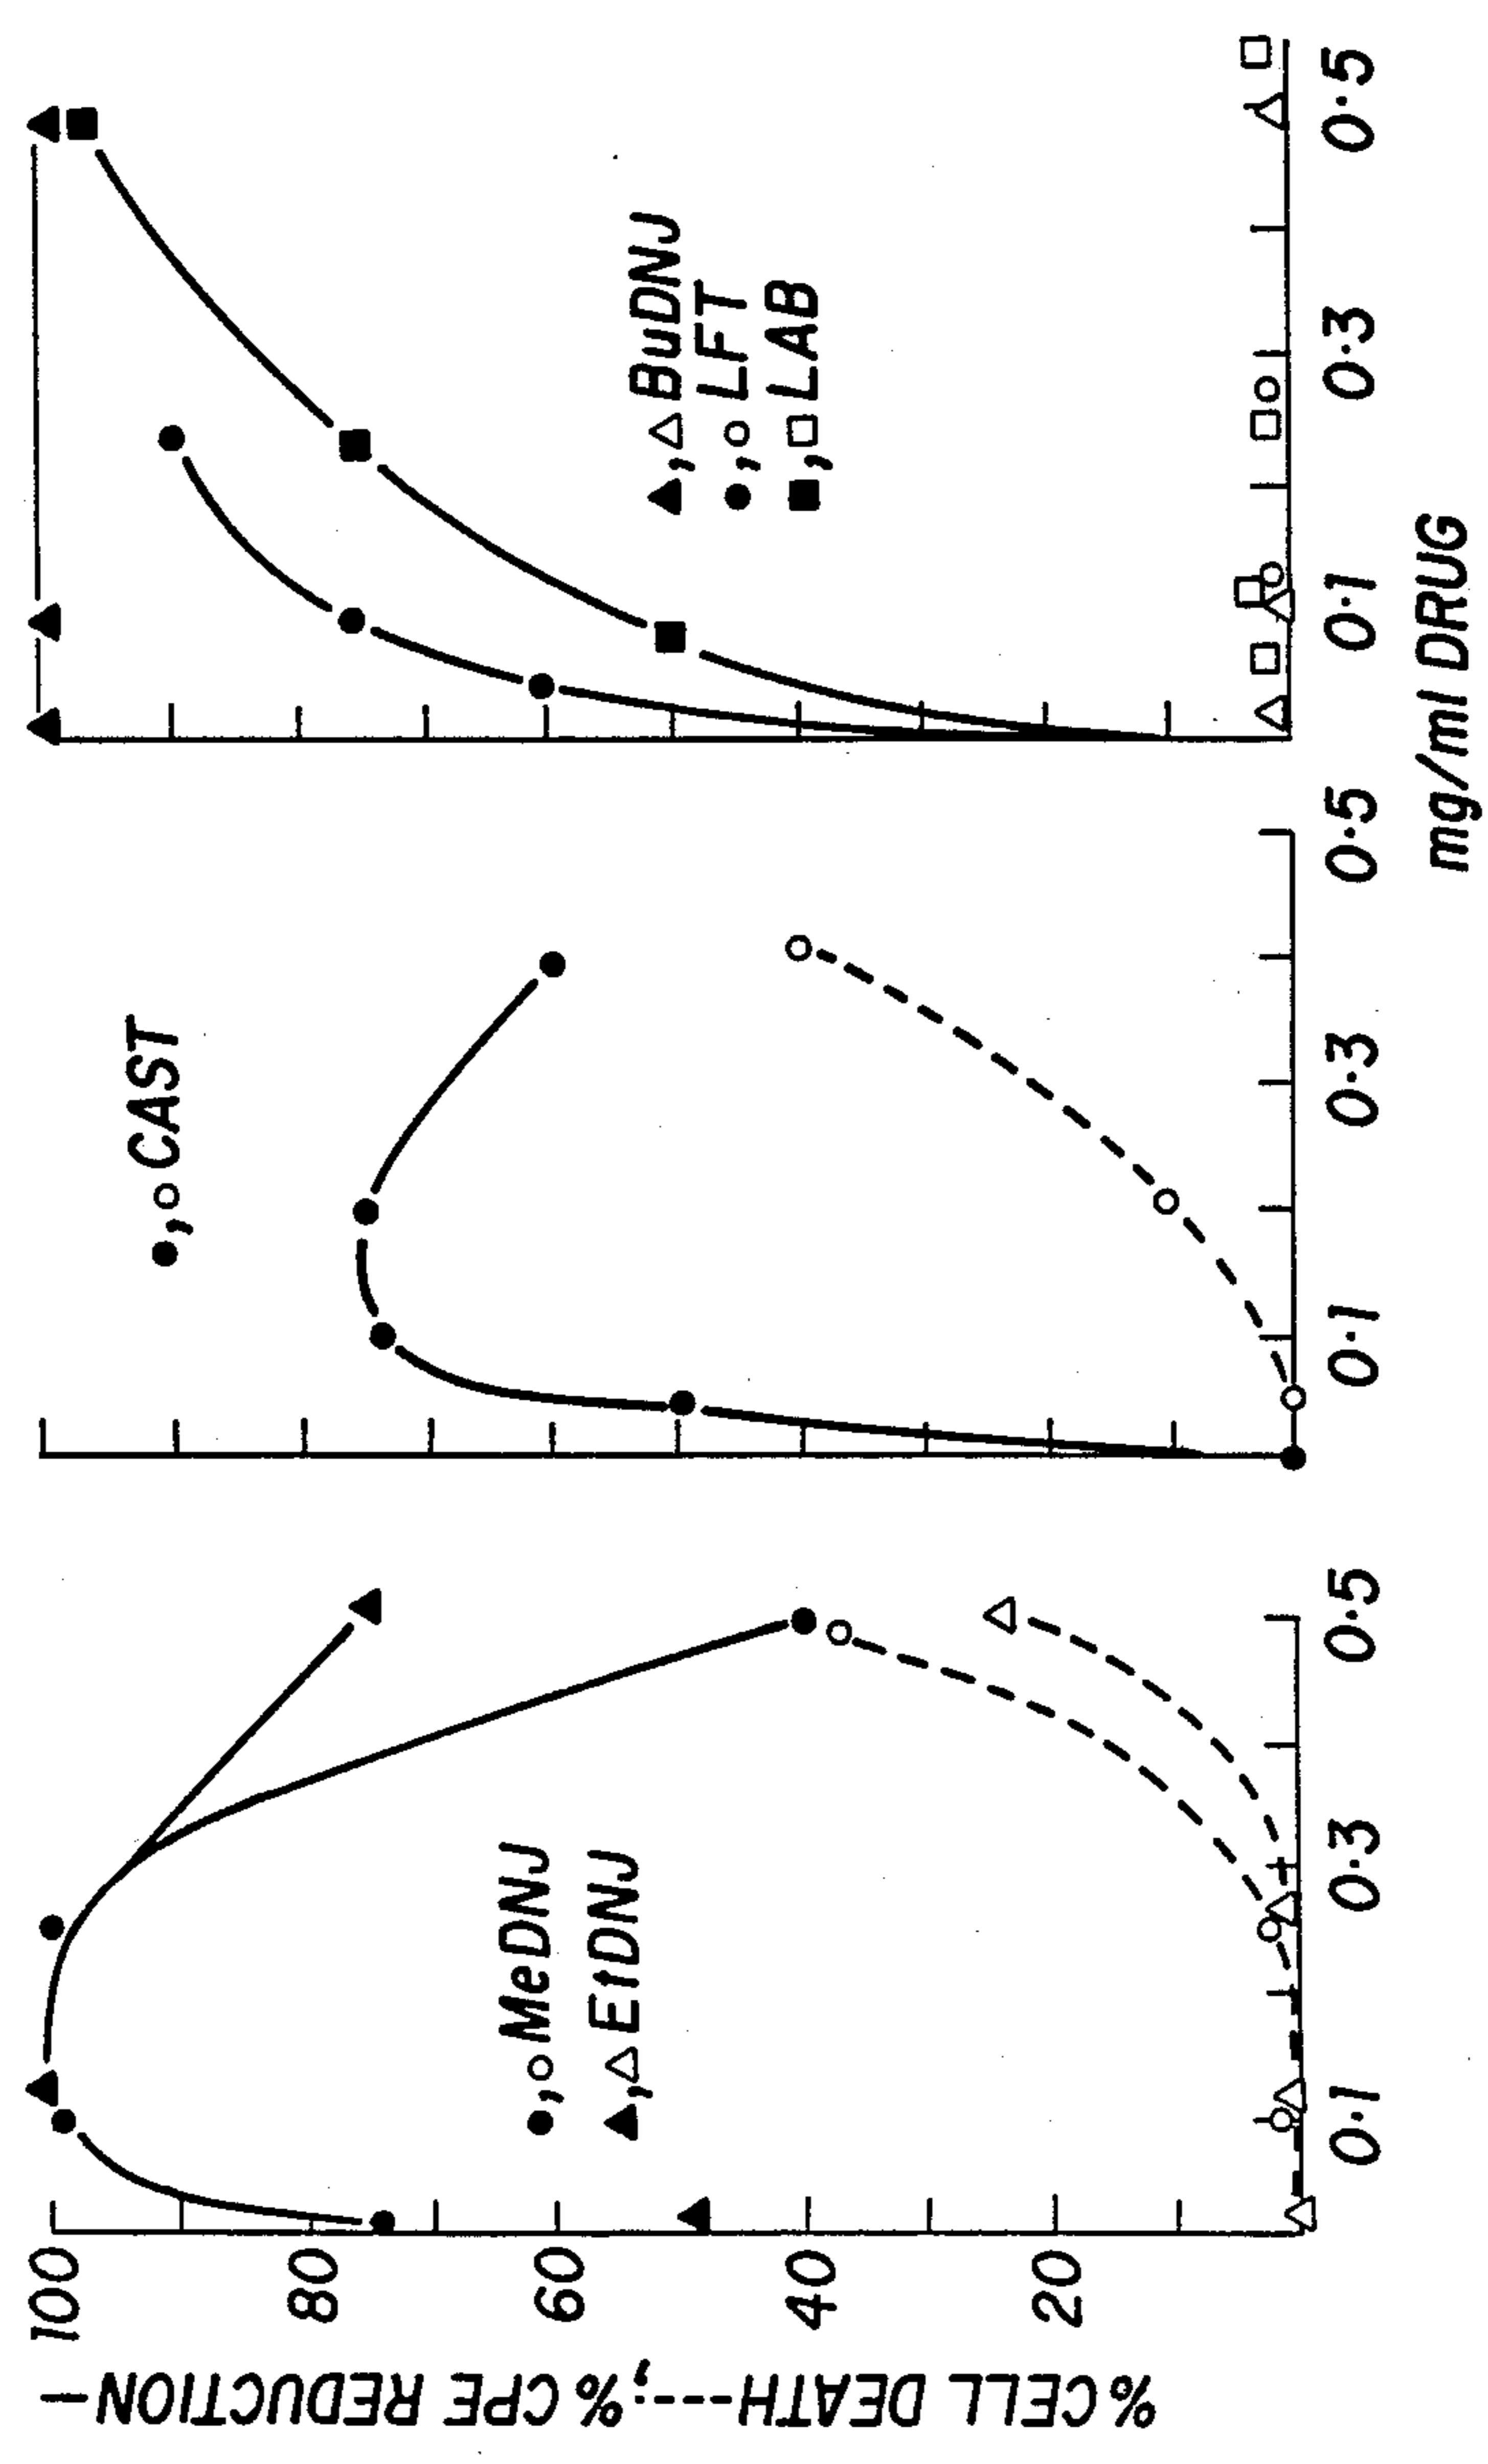 %CELL DEATH---;% CPE REDUCTION—
100
80
60
40
20
●,○ MeDNJ
▲,△ EtDNJ
0·1
0·3
0·5
●,○ CAST
0·1
0·3
0·5
▲,△ BuDNJ
●,○ LFT
■,□ LAB
0·1
0·3
0·5
mg/ml DRUG